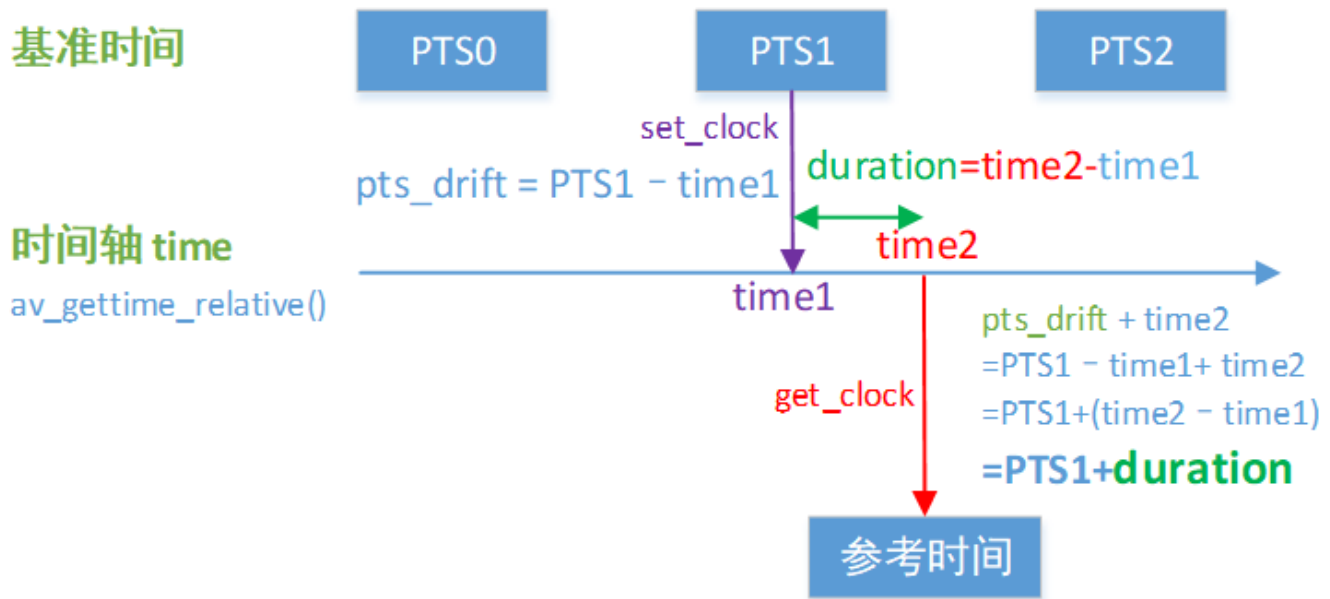 基准时间
PTS0
PTS1
PTS2
set_clock
pts_drift = PTS1 – time1
duration=time2-time1
时间轴 time
av_gettime_relative()
time2
time1
get_clock
pts_drift + time2
=PTS1 – time1+ time2
=PTS1+(time2 – time1)
=PTS1+duration
参考时间